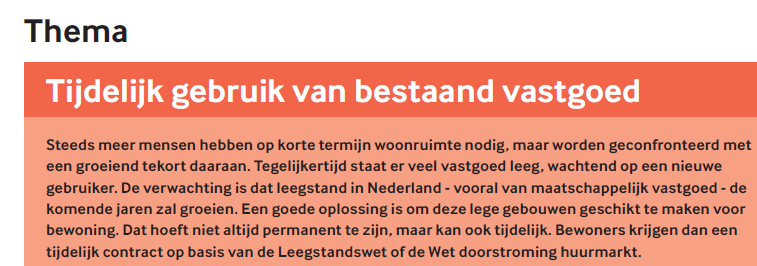 Thema
Tijdelijk gebruik van bestaand vastgoed
Steeds meer mensen hebben op korte termijn woonruimte nodig, maar worden geconfronteerd met
een groeiend tekort daaraan. Tegelijkertijd staat er veel vastgoed leeg, wachtend op een nieuwe
gebruiker. De verwachting is dat leegstand in Nederland - vooral van maatschappelijk vastgoed - de
komende jaren zal groeien. Een goede oplossing is om deze lege gebouwen geschikt te maken voor
bewoning. Dat hoeft niet altijd permanent te zijn, maar kan ook tijdelijk. Bewoners krijgen dan een
tijdelijk contract op basis van de Leegstandswet of de Wet doorstroming huurmarkt.